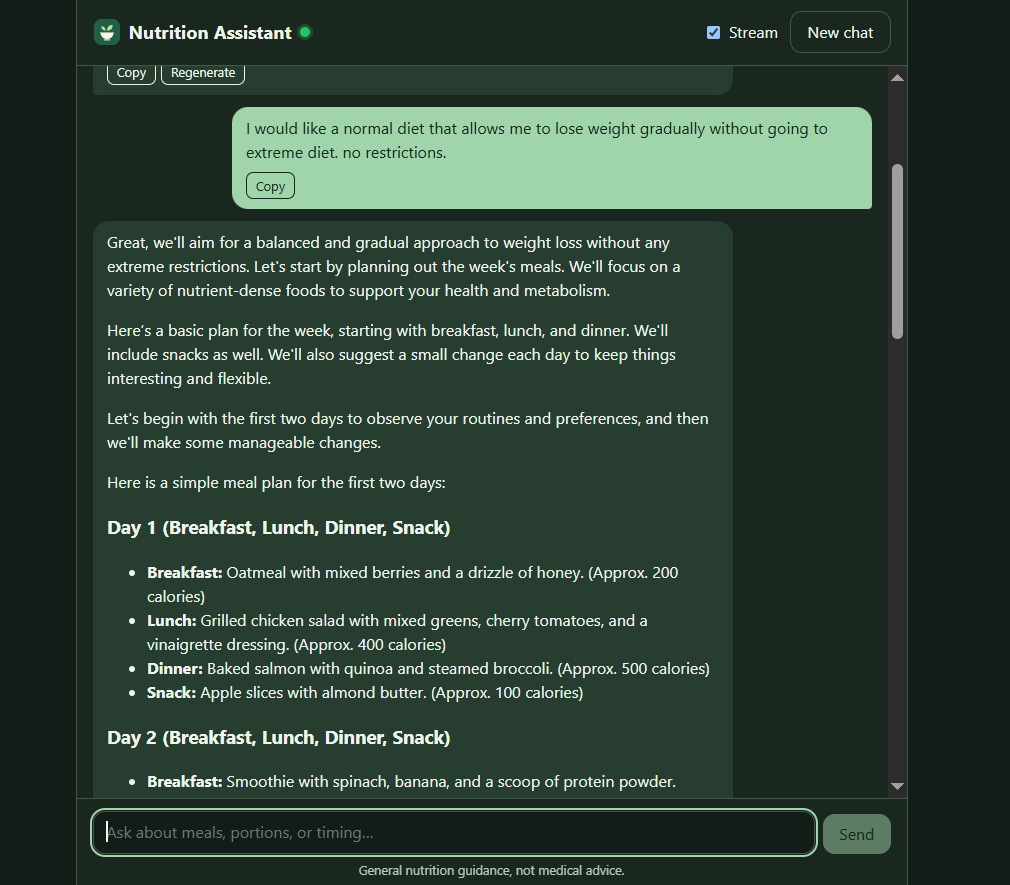 Nutrition Assistant
Stream
New chat
Copy
Regenerate
I would like a normal diet that allows me to lose weight gradually without going to
extreme diet. no restrictions.
Copy
Great, we'll aim for a balanced and gradual approach to weight loss without any
extreme restrictions. Let's start by planning out the week's meals. We'll focus on a
variety of nutrient-dense foods to support your health and metabolism.
Here's a basic plan for the week, starting with breakfast, lunch, and dinner. We'll
include snacks as well. We'll also suggest a small change each day to keep things
interesting and flexible.
Let's begin with the first two days to observe your routines and preferences, and then
we'll make some manageable changes.
Here is a simple meal plan for the first two days:
Day 1 (Breakfast, Lunch, Dinner, Snack)
• Breakfast: Oatmeal with mixed berries and a drizzle of honey. (Approx. 200
calories)
• Lunch: Grilled chicken salad with mixed greens, cherry tomatoes, and a
vinaigrette dressing. (Approx. 400 calories)
• Dinner: Baked salmon with quinoa and steamed broccoli. (Approx. 500 calories)
• Snack: Apple slices with almond butter. (Approx. 100 calories)
Day 2 (Breakfast, Lunch, Dinner, Snack)
• Breakfast: Smoothie with spinach, banana, and a scoop of protein powder.
Ask about meals, portions, or timing...
Send
General nutrition guidance, not medical advice.